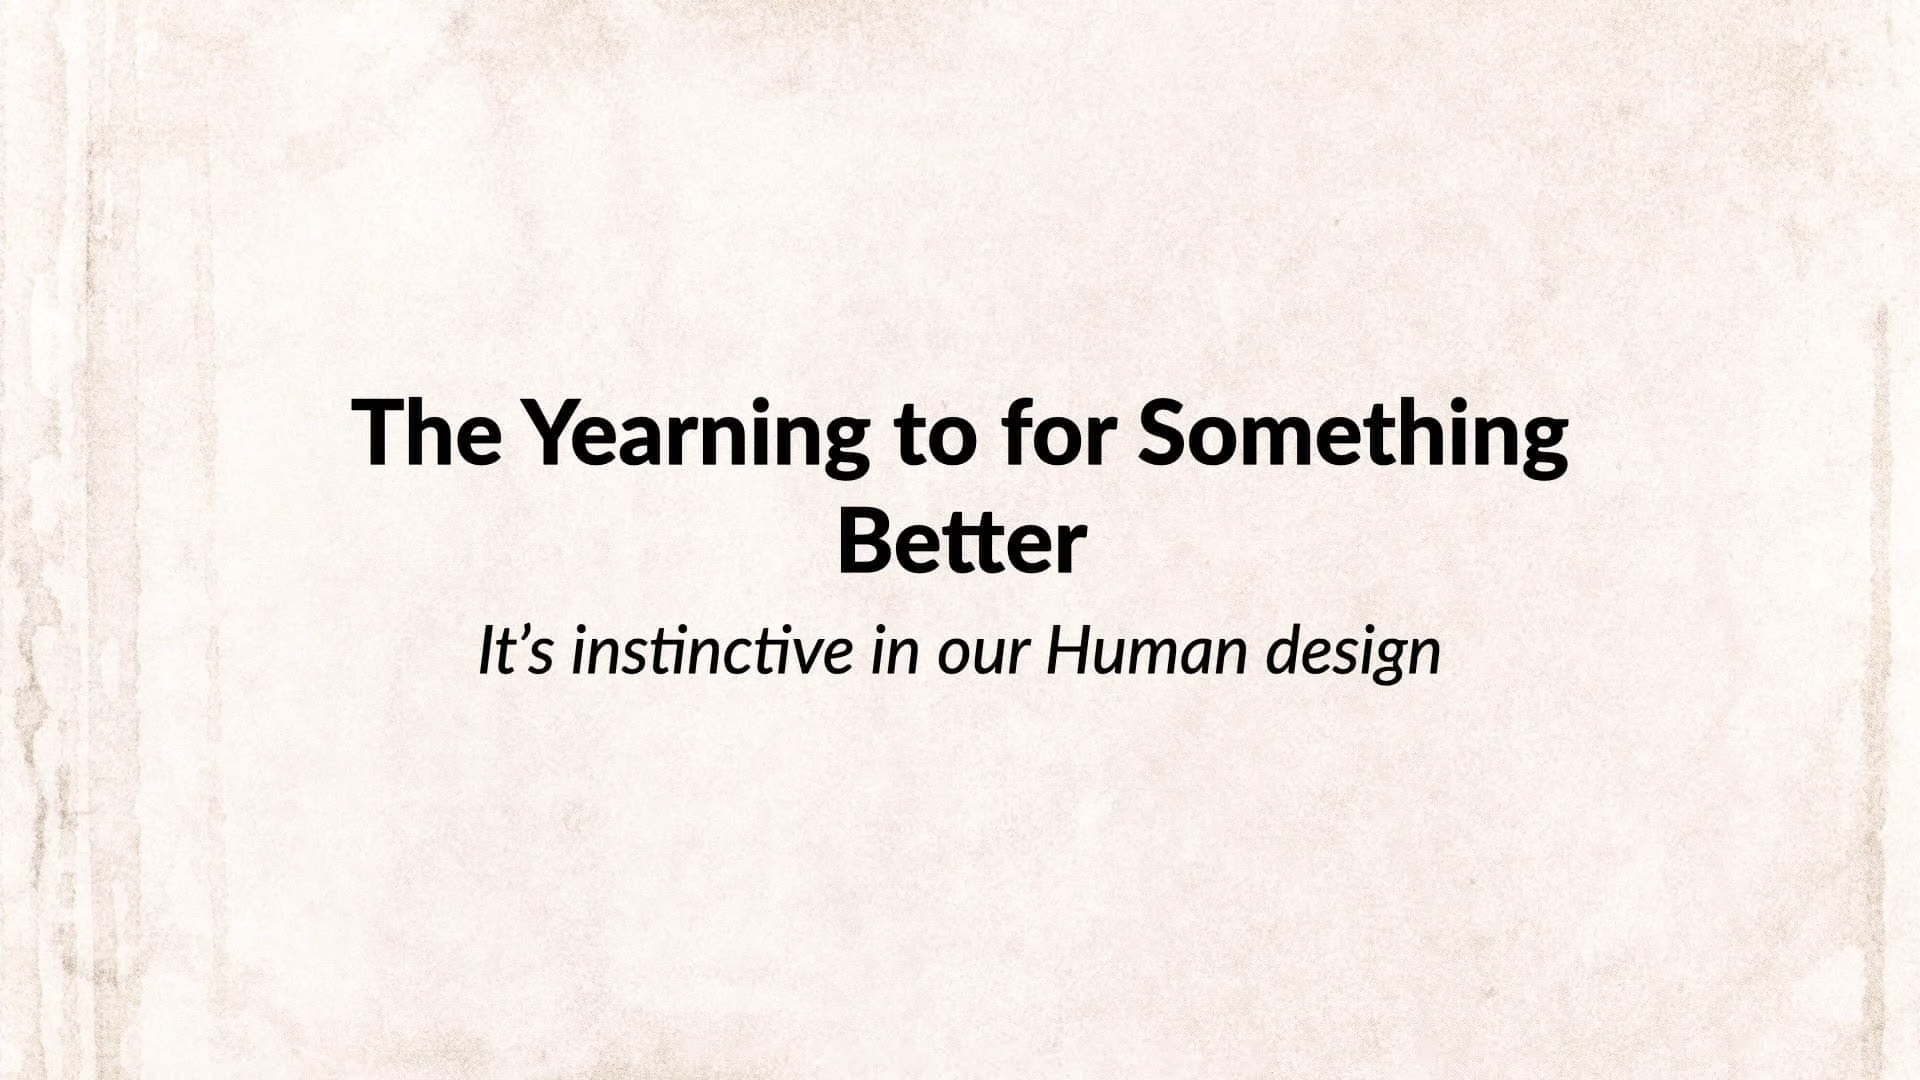 The Yearning to for Something
Better
It’s instinctive in our Human design